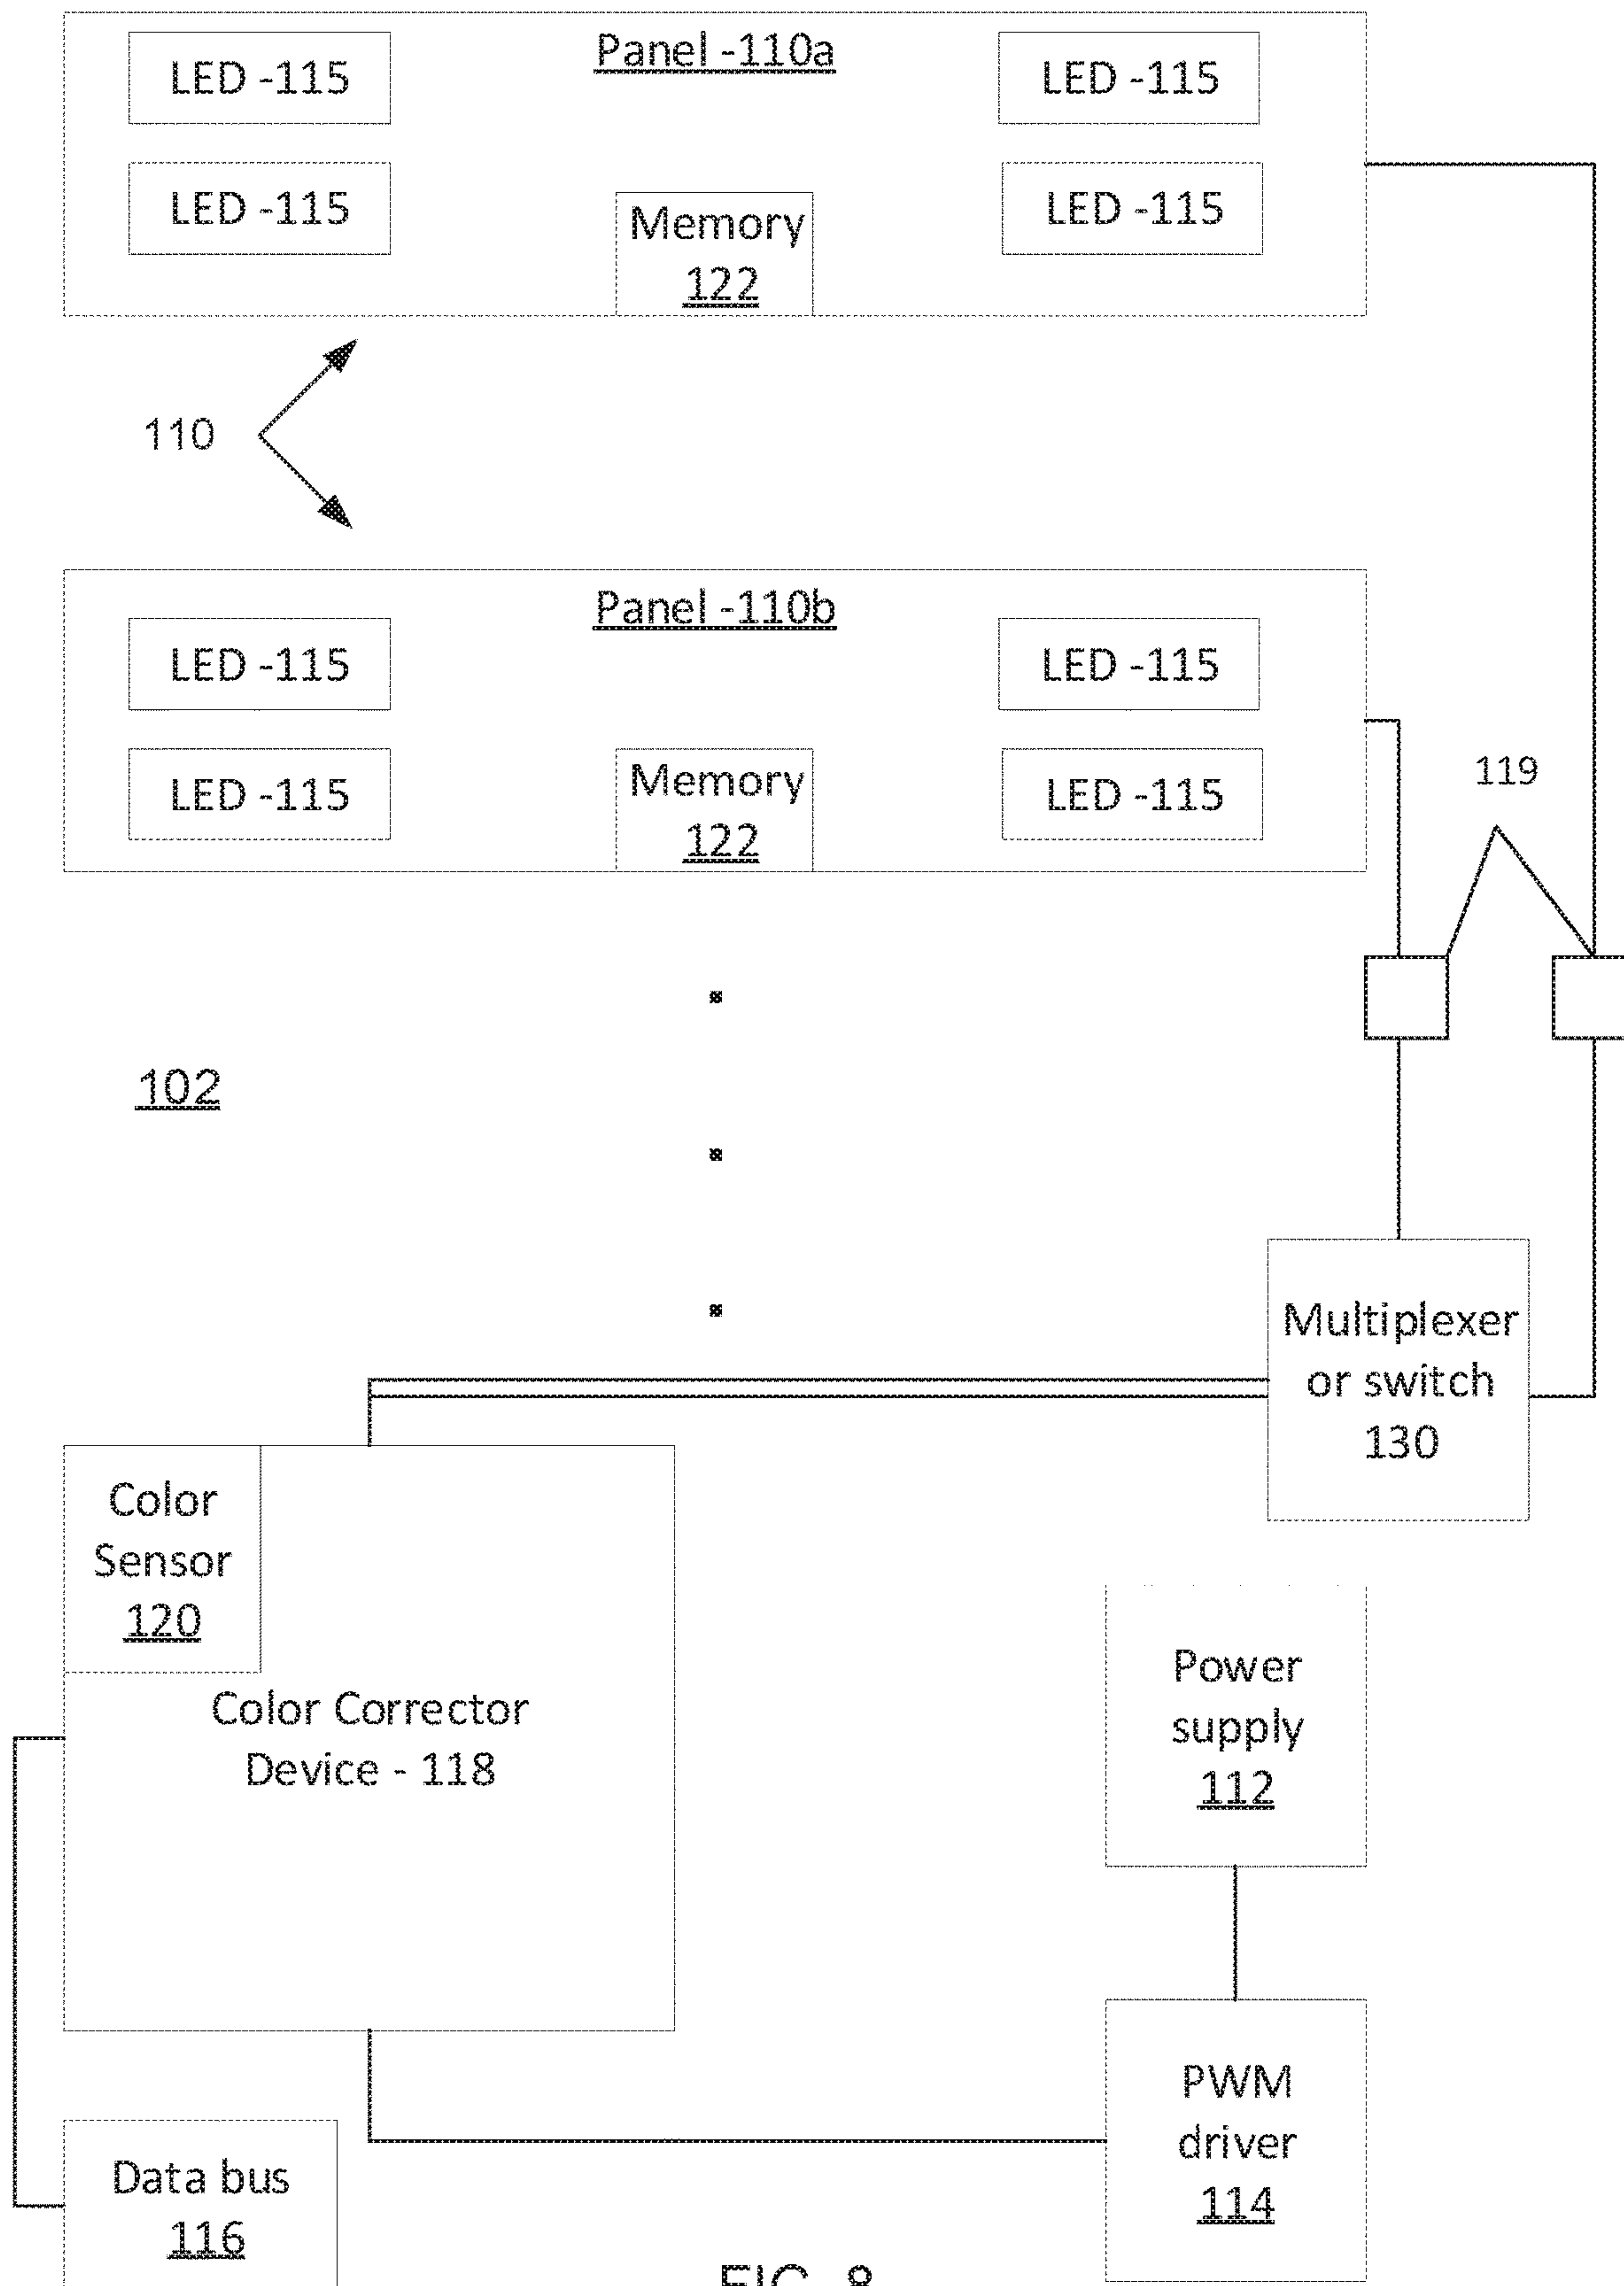 Panel -110a
LED -115
LED -115
LED -115
LED -115
Memory
122
110
Panel -110b
LED -115
LED -115
LED -115
LED -115
Memory
122
119
102
Multiplexer
or switch
130
Color
Sensor
120
Color Corrector
Device - 118
Power
supply
112
PWM
driver
114
Data bus
116
FIG. 8